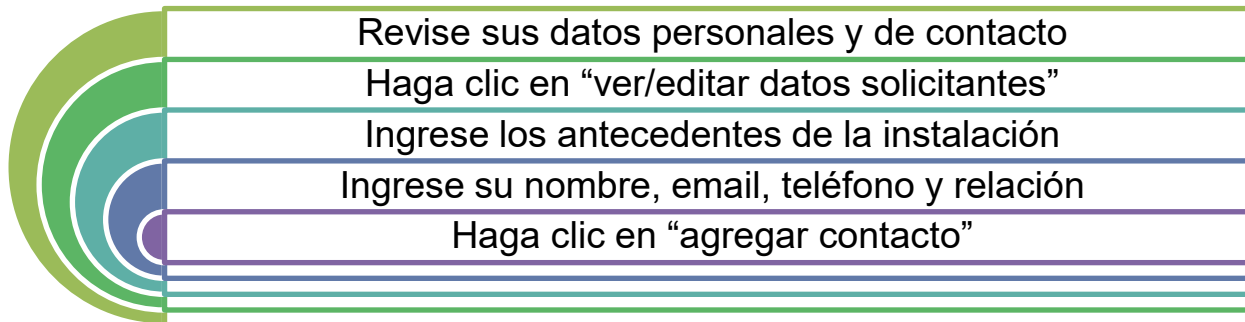 Revise sus datos personales y de contacto
Haga clic en “ver/editar datos solicitantes”
Ingrese los antecedentes de la instalación
Ingrese su nombre, email, teléfono y relación
Haga clic en “agregar contacto”